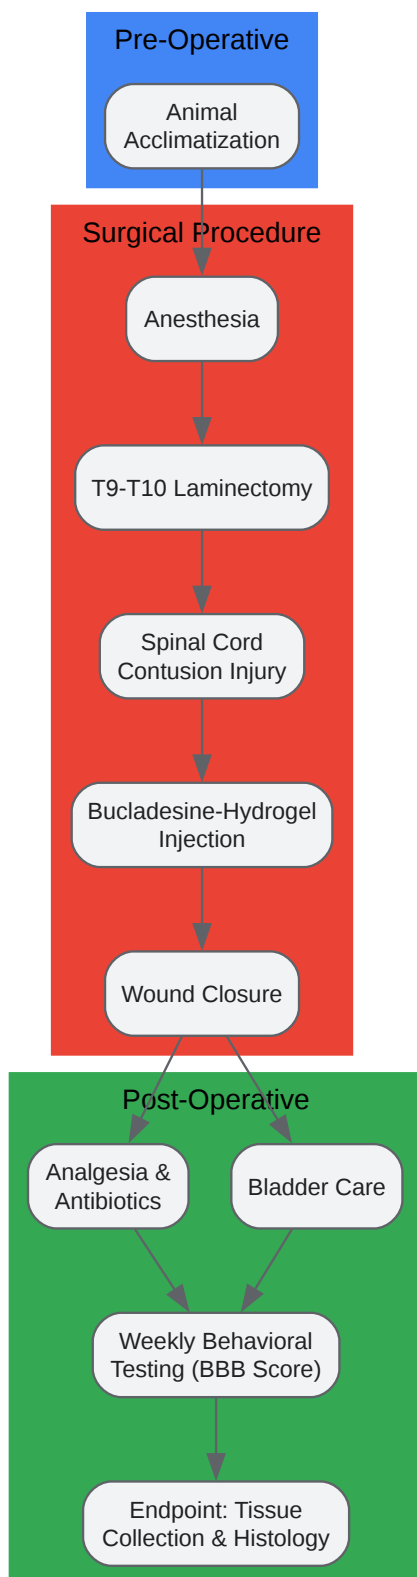 Pre-Operative
Animal
Acclimatization
Surgical Procedure
Anesthesia
T9-T10 Laminectomy
Spinal Cord
Contusion Injury
Bucladesine-Hydrogel
Injection
Wound Closure
Post-Operative
Analgesia &
Antibiotics
Bladder Care
Weekly Behavioral
Testing (BBB Score)
Endpoint: Tissue
Collection & Histology